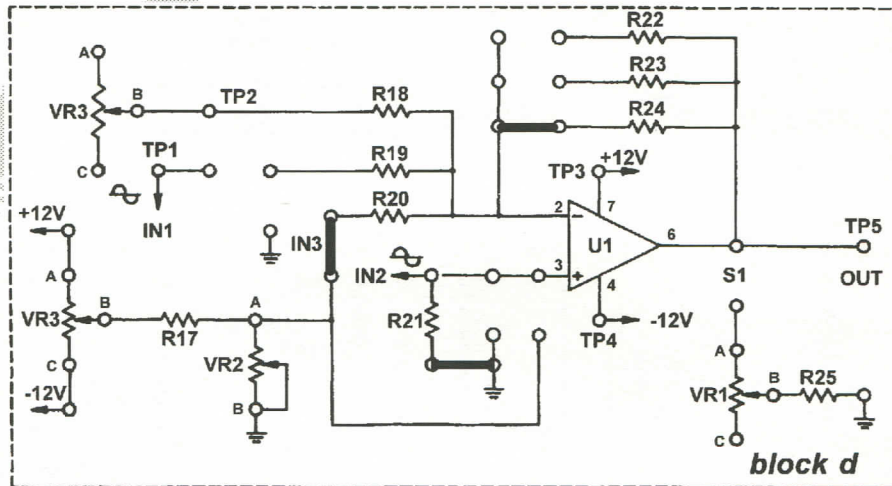 R22
A
R23
B
TP2
R18
VR3
R24
TP1
R19
TP3
+12V
C
R20
7
+12V
IN1
IN3
2
−
6
TP5
U1
IN2
3
+
S1
OUT
A
4
B
A
R21
VR3
R17
TP4
-12V
VR2
A
C
B
R25
-12V
B
VR1
C
block d